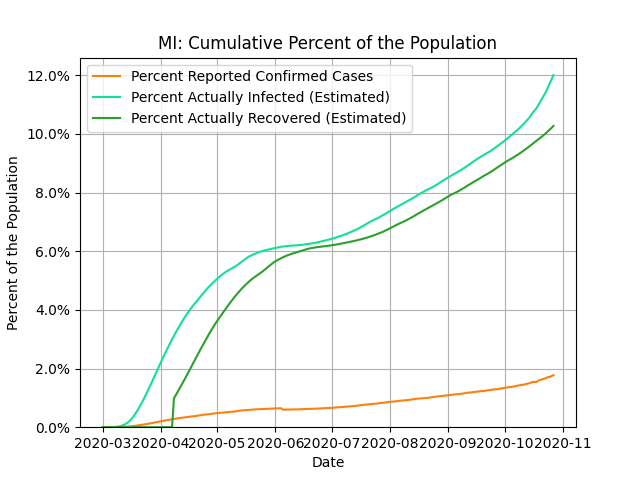 MI: Cumulative Percent of the Population
Percent Reported Confirmed Cases
Percent Actually Infected (Estimated)
Percent Actually Recovered (Estimated)
12.0%
10.0%
8.0%
6.0%
4.0%
2.0%
0.0%
Percent of the Population
2020-03 2020-04 2020-05 2020-06 2020-07 2020-08 2020-09 2020-10 2020-11
Date